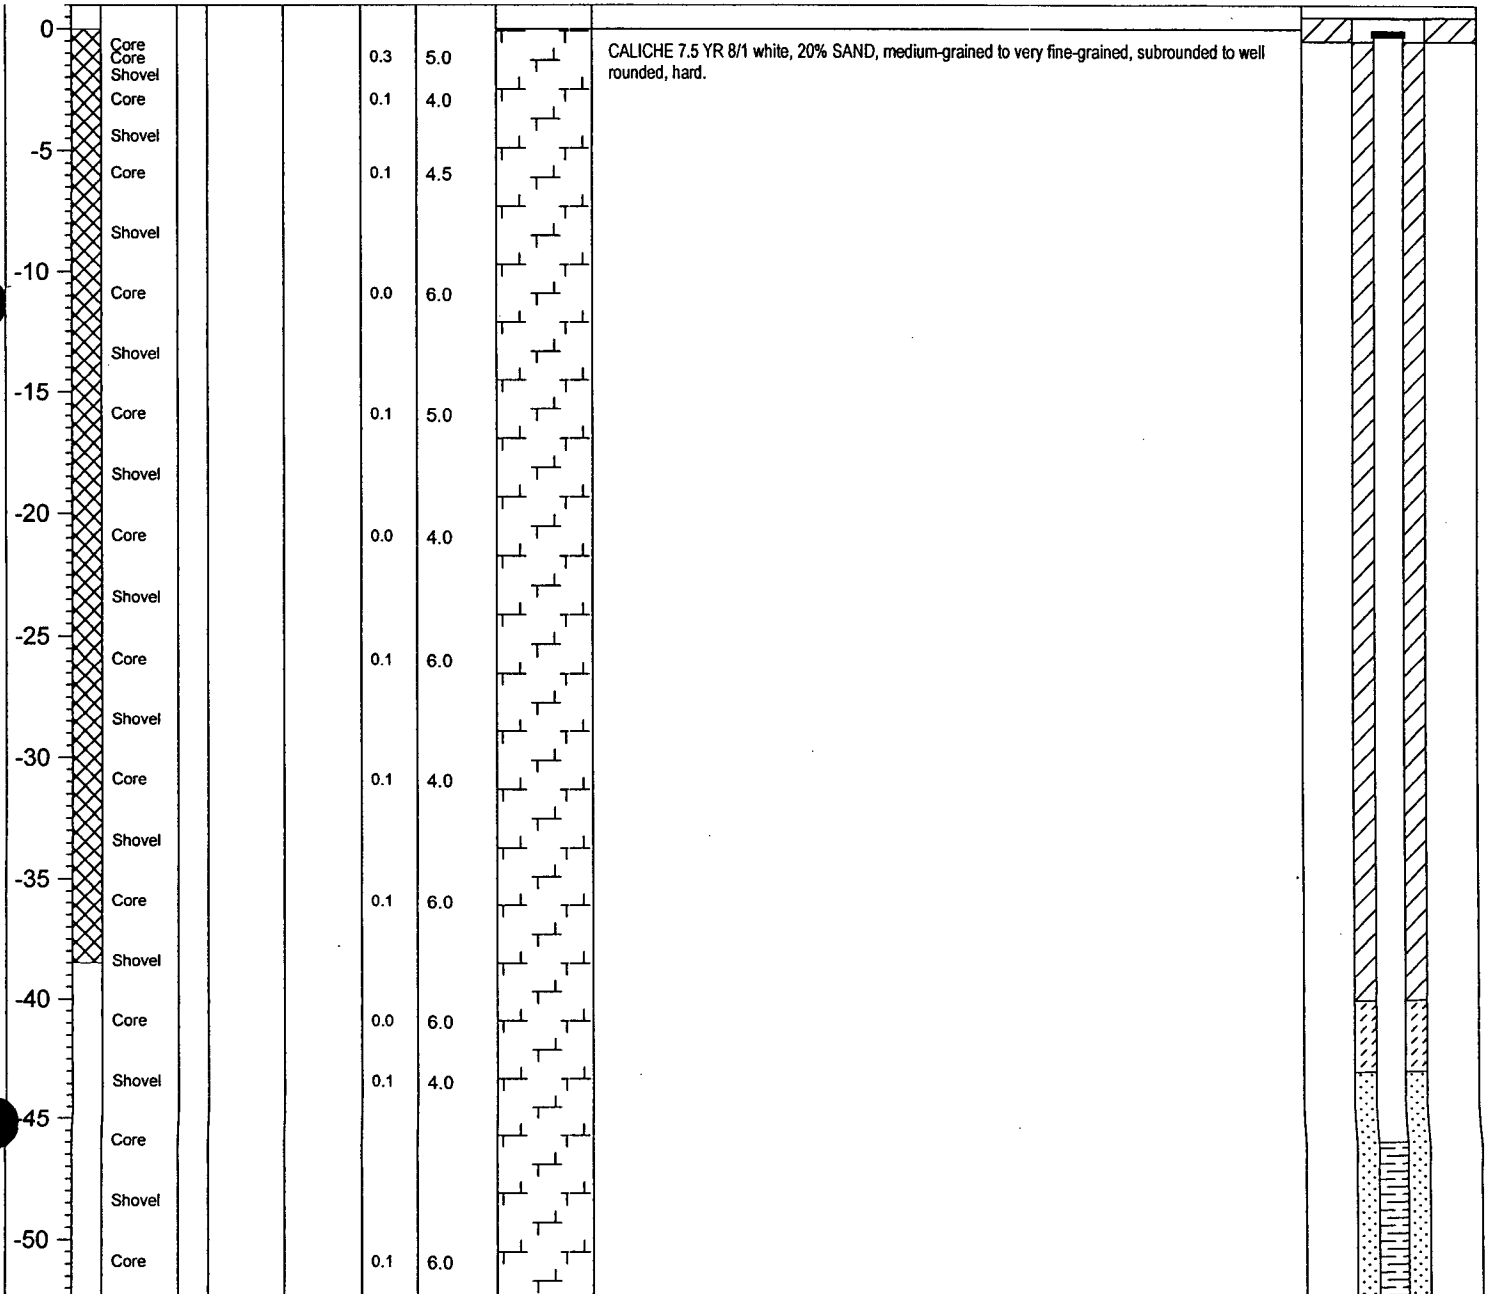 0
Core
Core 0.3 5.0
CALICHE 7.5 YR 8/1 white, 20% SAND, medium-grained to very fine-grained, subrounded to well
rounded, hard.
Shovel
Core 0.1 4.0
Shovel
-5
Core 0.1 4.5
Shovel
-10
Core 0.0 6.0
Shovel
-15
Core 0.1 5.0
Shovel
-20
Core 0.0 4.0
Shovel
-25
Core 0.1 6.0
Shovel
-30
Core 0.1 4.0
Shovel
-35
Core 0.1 6.0
Shovel
-40
Core 0.0 6.0
Shovel 0.1 4.0
-45
Core
Shovel
-50
Core 0.1 6.0